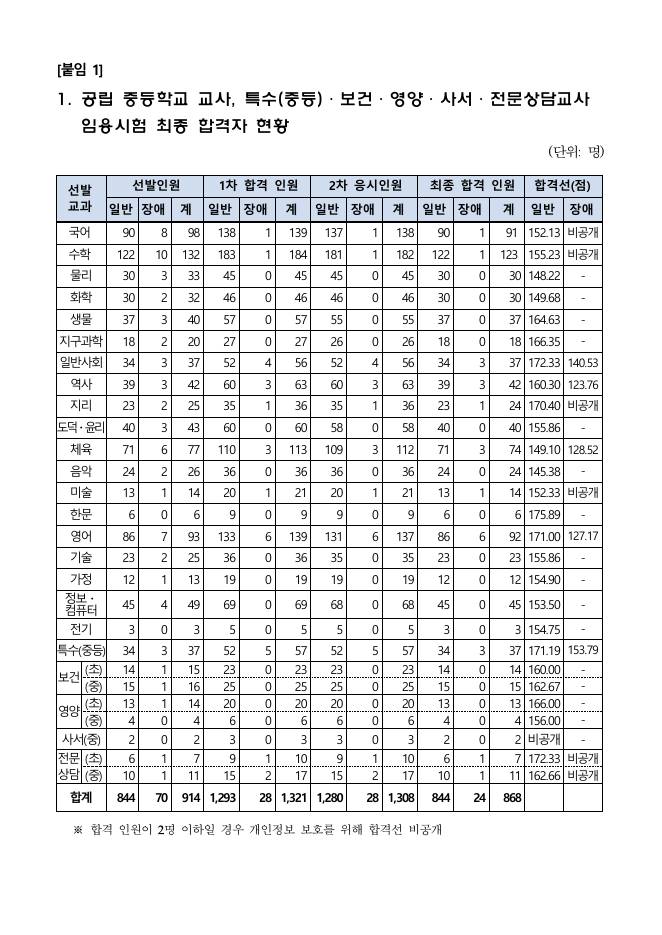 [붙임 1]
1. 공립 중등학교 교사, 특수(중등)·보건·영양·사서·전문상담교사
임용시험 최종 합격자 현황
(단위: 명)
선발교과 선발인원 1차 합격 인원 2차 응시인원 최종 합격 인원 합격선(점)
일반 장애 계 일반 장애 계 일반 장애 계 일반 장애 계 일반 장애
국어 90 8 98 138 1 139 137 1 138 90 1 91 152.13 비공개
수학 122 10 132 183 1 184 181 1 182 122 1 123 155.23 비공개
물리 30 3 33 45 0 45 45 0 45 30 0 30 148.22 -
화학 30 2 32 46 0 46 46 0 46 30 0 30 149.68 -
생물 37 3 40 57 0 57 55 0 55 37 0 37 164.63 -
지구과학 18 2 20 27 0 27 26 0 26 18 0 18 166.35 -
일반사회 34 3 37 52 4 56 52 4 56 34 3 37 172.33 140.53
역사 39 3 42 60 3 63 60 3 63 39 3 42 160.30 123.76
지리 23 2 25 35 1 36 35 1 36 23 1 24 170.40 비공개
도덕·윤리 40 3 43 60 0 60 58 0 58 40 0 40 155.86 -
체육 71 6 77 110 3 113 109 3 112 71 3 74 149.10 128.52
음악 24 2 26 36 0 36 36 0 36 24 0 24 145.38 -
미술 13 1 14 20 1 21 20 1 21 13 1 14 152.33 비공개
한문 6 0 6 9 0 9 9 0 9 6 0 6 175.89 -
영어 86 7 93 133 6 139 131 6 137 86 6 92 171.00 127.17
기술 23 2 25 36 0 36 35 0 35 23 0 23 155.86 -
가정 12 1 13 19 0 19 19 0 19 12 0 12 154.90 -
정보·컴퓨터 45 4 49 69 0 69 68 0 68 45 0 45 153.50 -
전기 3 0 3 5 0 5 5 0 5 3 0 3 154.75 -
특수(중등) 34 3 37 52 5 57 52 5 57 34 3 37 171.19 153.79
보건 (초) 14 1 15 23 0 23 23 0 23 14 0 14 160.00 -
(중) 15 1 16 25 0 25 25 0 25 15 0 15 162.67 -
영양 (초) 13 1 14 20 0 20 20 0 20 13 0 13 166.00 -
(중) 4 0 4 6 0 6 6 0 6 4 0 4 156.00 -
사서(중) 2 0 2 3 0 3 3 0 3 2 0 2 비공개 -
전문 (초) 6 1 7 9 1 10 9 1 10 6 1 7 172.33 비공개
상담 (중) 10 1 11 15 2 17 15 2 17 10 1 11 162.66 비공개
합계 844 70 914 1,293 28 1,321 1,280 28 1,308 844 24 868
※ 합격 인원이 2명 이하일 경우 개인정보 보호를 위해 합격선 비공개